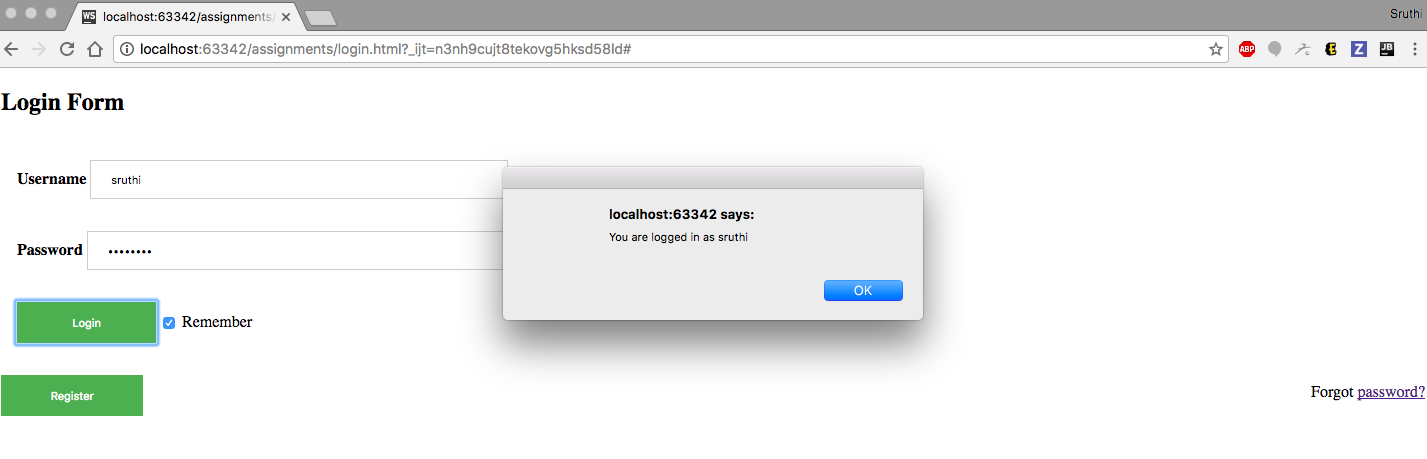 WS localhost:63342/assignments/
Sruthi
localhost:63342/assignments/login.html?_ijt=n3nh9cujt8tekovg5hksd58ld#
ABP
E
Z
JB
Login Form
Username sruthi
localhost:63342 says:
You are logged in as sruthi
Password ••••••••
OK
Login Remember
Register
Forgot password?